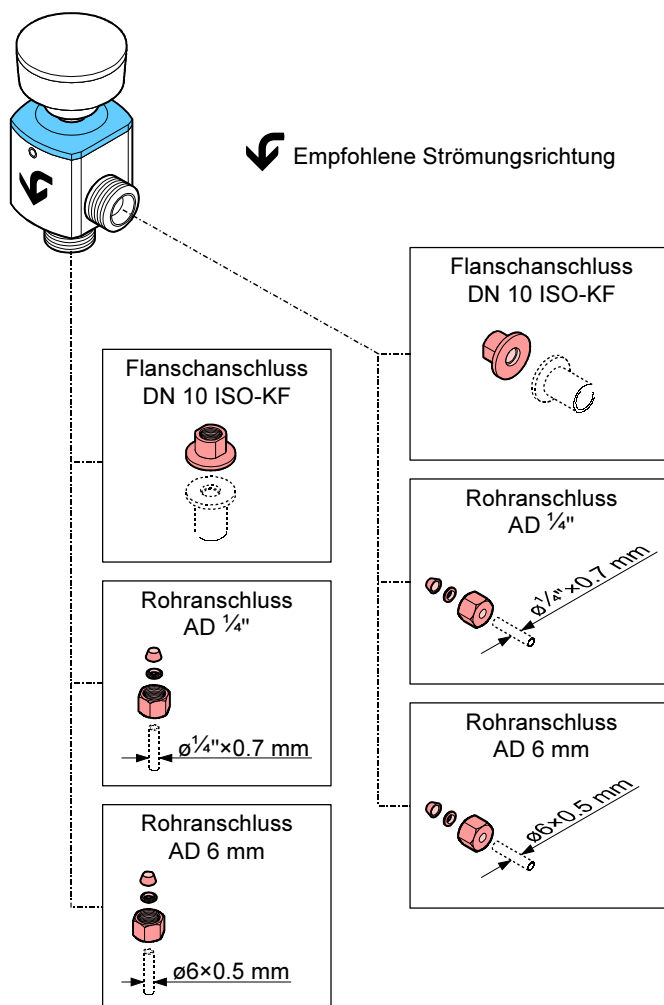 Empfohlene Strömungsrichtung
Flanschanschluss
DN 10 ISO-KF
Rohranschluss
AD ¼"
ø¼"×0.7 mm
Rohranschluss
AD 6 mm
ø6×0.5 mm
Flanschanschluss
DN 10 ISO-KF
Rohranschluss
AD ¼"
ø¼"×0.7 mm
Rohranschluss
AD 6 mm
ø6×0.5 mm